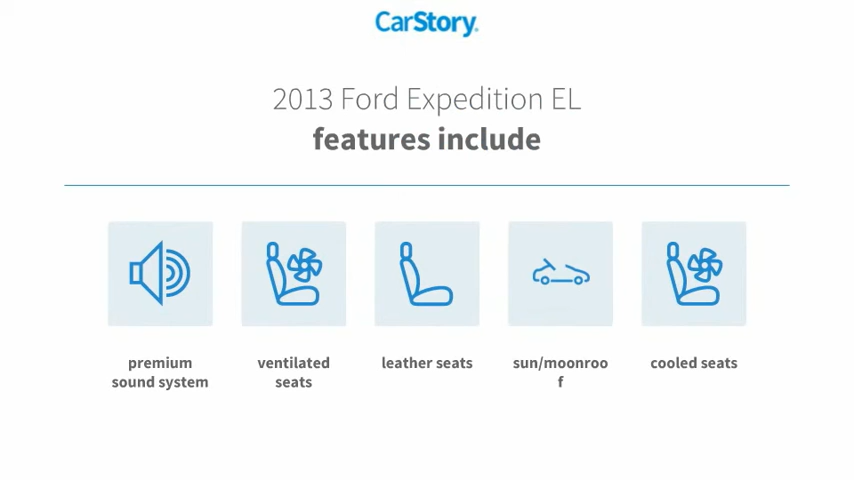 CarStory
2013 Ford Expedition EL
features include
premium
sound system
ventilated
seats
leather seats
sun/moonroo
f
cooled seats